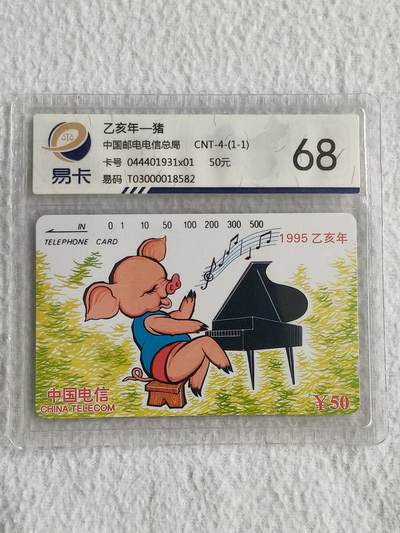 乙亥年—猪
中国邮电电信总局 CNT-4-(1-1)
卡号 044401931x01 50元
易码 T03000018582
易卡
68
IN 0 1 10 50 100 200 300 500
TELEPHONE CARD
1995 乙亥年
中国电信
CHINA TELECOM
¥50